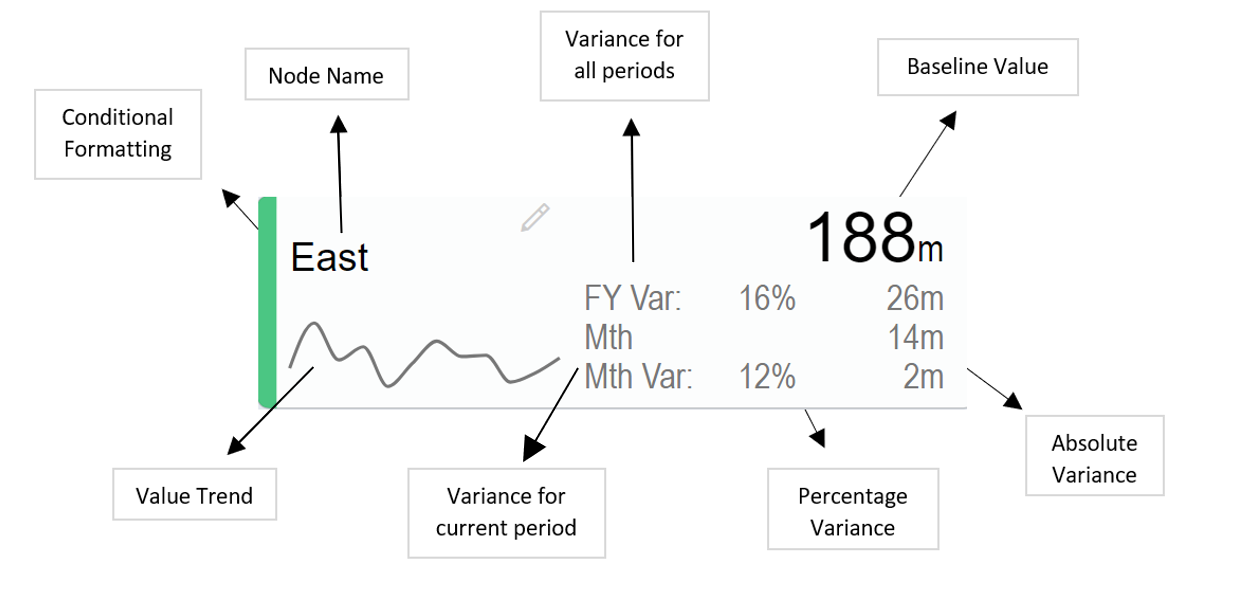 Variance for
all periods
Baseline Value
Node Name
Conditional
Formatting
188m
East
FY Var: 16% 26m
Mth 14m
Mth Var: 12% 2m
Absolute
Variance
Value Trend
Variance for
current period
Percentage
Variance